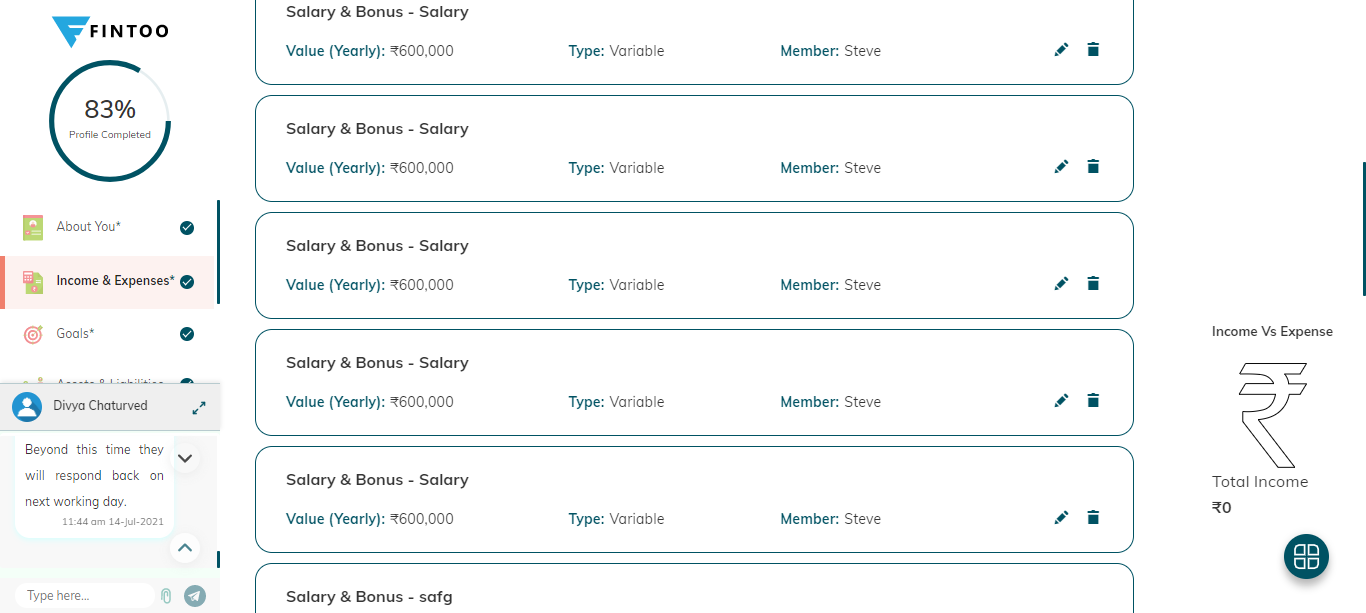 FINTOO
83%
Profile Completed
About You*
Income & Expenses*
Goals*
Assets & Liabilities
Divya Chaturved
Beyond this time they
will respond back on
next working day.
11:44 am 14-Jul-2021
Type here...
Salary & Bonus - Salary
Value (Yearly): ₹600,000 Type: Variable Member: Steve
Salary & Bonus - Salary
Value (Yearly): ₹600,000 Type: Variable Member: Steve
Salary & Bonus - Salary
Value (Yearly): ₹600,000 Type: Variable Member: Steve
Salary & Bonus - Salary
Value (Yearly): ₹600,000 Type: Variable Member: Steve
Salary & Bonus - Salary
Value (Yearly): ₹600,000 Type: Variable Member: Steve
Salary & Bonus - safg
Income Vs Expense
₹
Total Income
₹0